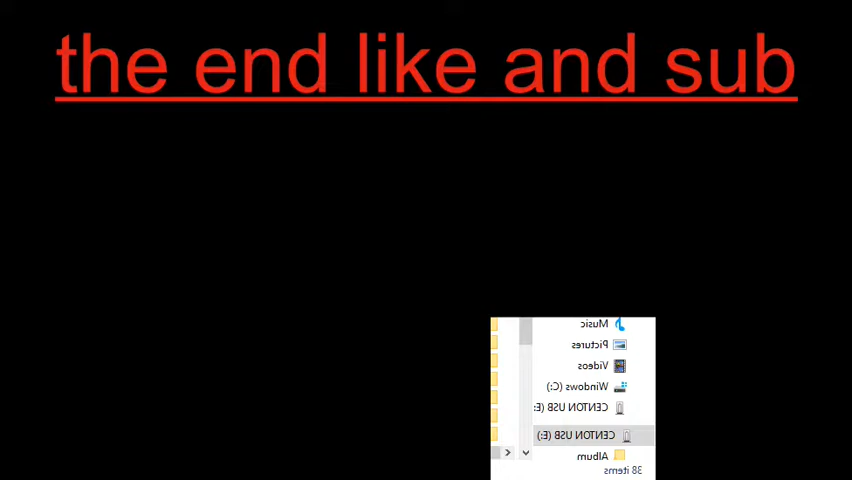 the end like and sub
Music
Pictures
Videos
Windows (C:)
CENTON USB (E:
CENTON USB (E:)
Album
38 items